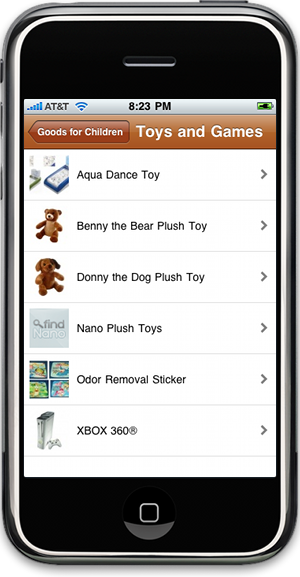 AT&T 8:23 PM
Goods for Children Toys and Games
Aqua Dance Toy
Benny the Bear Plush Toy
Donny the Dog Plush Toy
find
Nano
Nano Plush Toys
Odor Removal Sticker
XBOX 360®